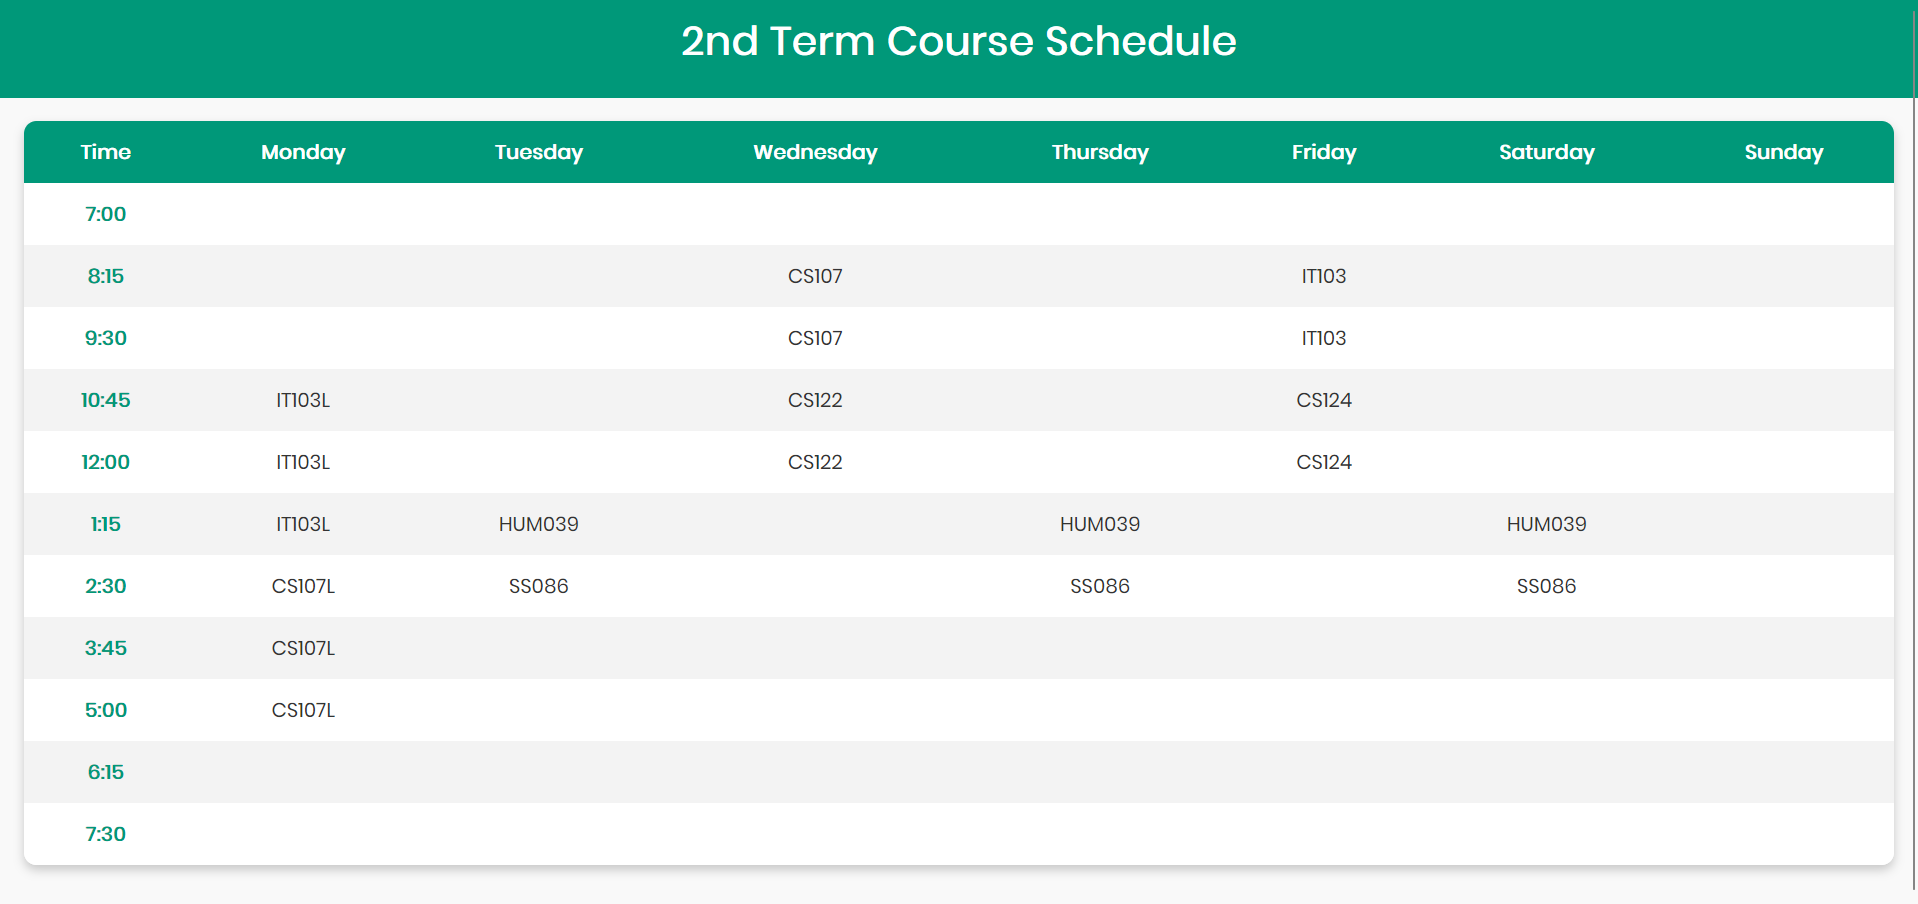 2nd Term Course Schedule
Time Monday Tuesday Wednesday Thursday Friday Saturday Sunday
7:00
8:15 CS107 IT103
9:30 CS107 IT103
10:45 IT103L CS122 CS124
12:00 IT103L CS122 CS124
1:15 IT103L HUM039 HUM039 HUM039
2:30 CS107L SS086 SS086 SS086
3:45 CS107L
5:00 CS107L
6:15
7:30